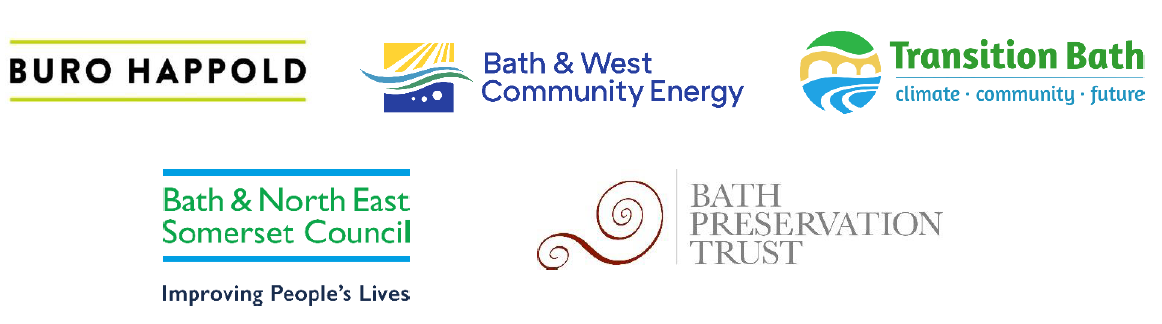 BURO HAPPOLD
Bath & West
Community Energy
Transition Bath
climate · community · future
Bath & North East
Somerset Council
Improving People's Lives
BATH
PRESERVATION
TRUST